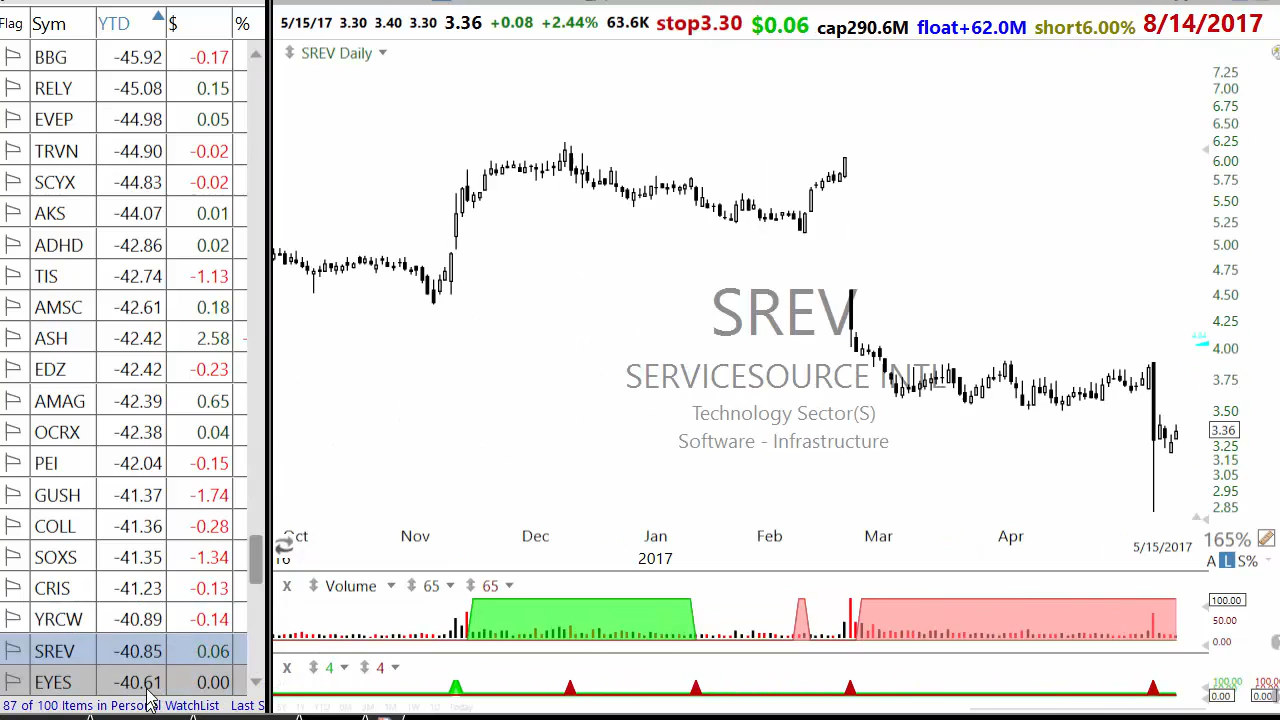 Flag Sym YTD $ %
BBG -45.92 -0.17
RELY -45.08 0.15
EVEP -44.98 0.05
TRVN -44.90 -0.02
SCYX -44.83 -0.02
AKS -44.07 0.01
ADHD -42.86 0.02
TIS -42.74 -1.13
AMSC -42.61 0.18
ASH -42.42 2.58 -
EDZ -42.42 -0.23
AMAG -42.39 0.65
OCRX -42.38 0.04
PEI -42.04 -0.15
GUSH -41.37 -1.74
COLL -41.36 -0.28
SOXS -41.35 -1.34
CRIS -41.23 -0.13
YRCW -40.89 -0.14
SREV -40.85 0.06
EYES -40.61 0.00
87 of 100 Items in Personal WatchList Last S
5/15/17 3.30 3.40 3.30 3.36 +0.08 +2.44% 63.6K stop3.30 $0.06 cap290.6M float+62.0M short6.00% 8/14/2017
SREV Daily
7.25
7.00
6.75
6.50
6.25
6.00
5.75
5.50
5.25
5.00
4.75
4.50
4.25
4.04
4.00
3.75
3.50
3.36
3.25
3.15
3.05
2.95
2.85
SREV
SERVICESOURCE INTL
Technology Sector(S)
Software - Infrastructure
Oct Nov Dec Jan Feb Mar Apr
16 2017 5/15/2017
165%
A L S%
X Volume 65 65
100.00
50.00
0.00
X 4 4
100.00
0.00 0.00